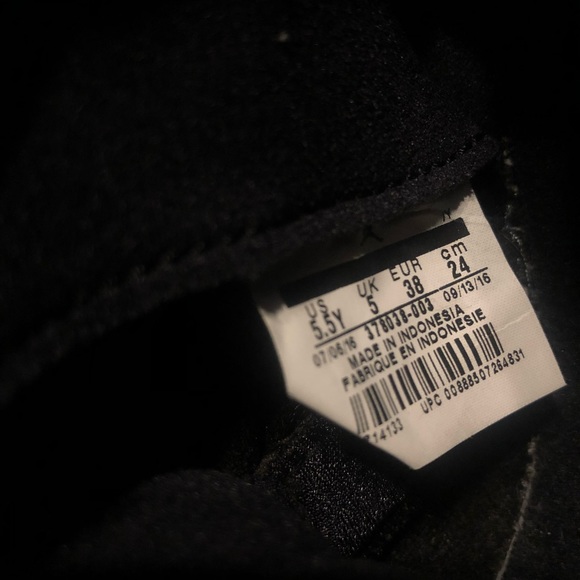 US UK EUR cm
5.5Y 5 38 24
07/06/16 378038-003 09/13/16
MADE IN INDONESIA
FABRIQUE EN INDONESIE
UPC 00888507264831